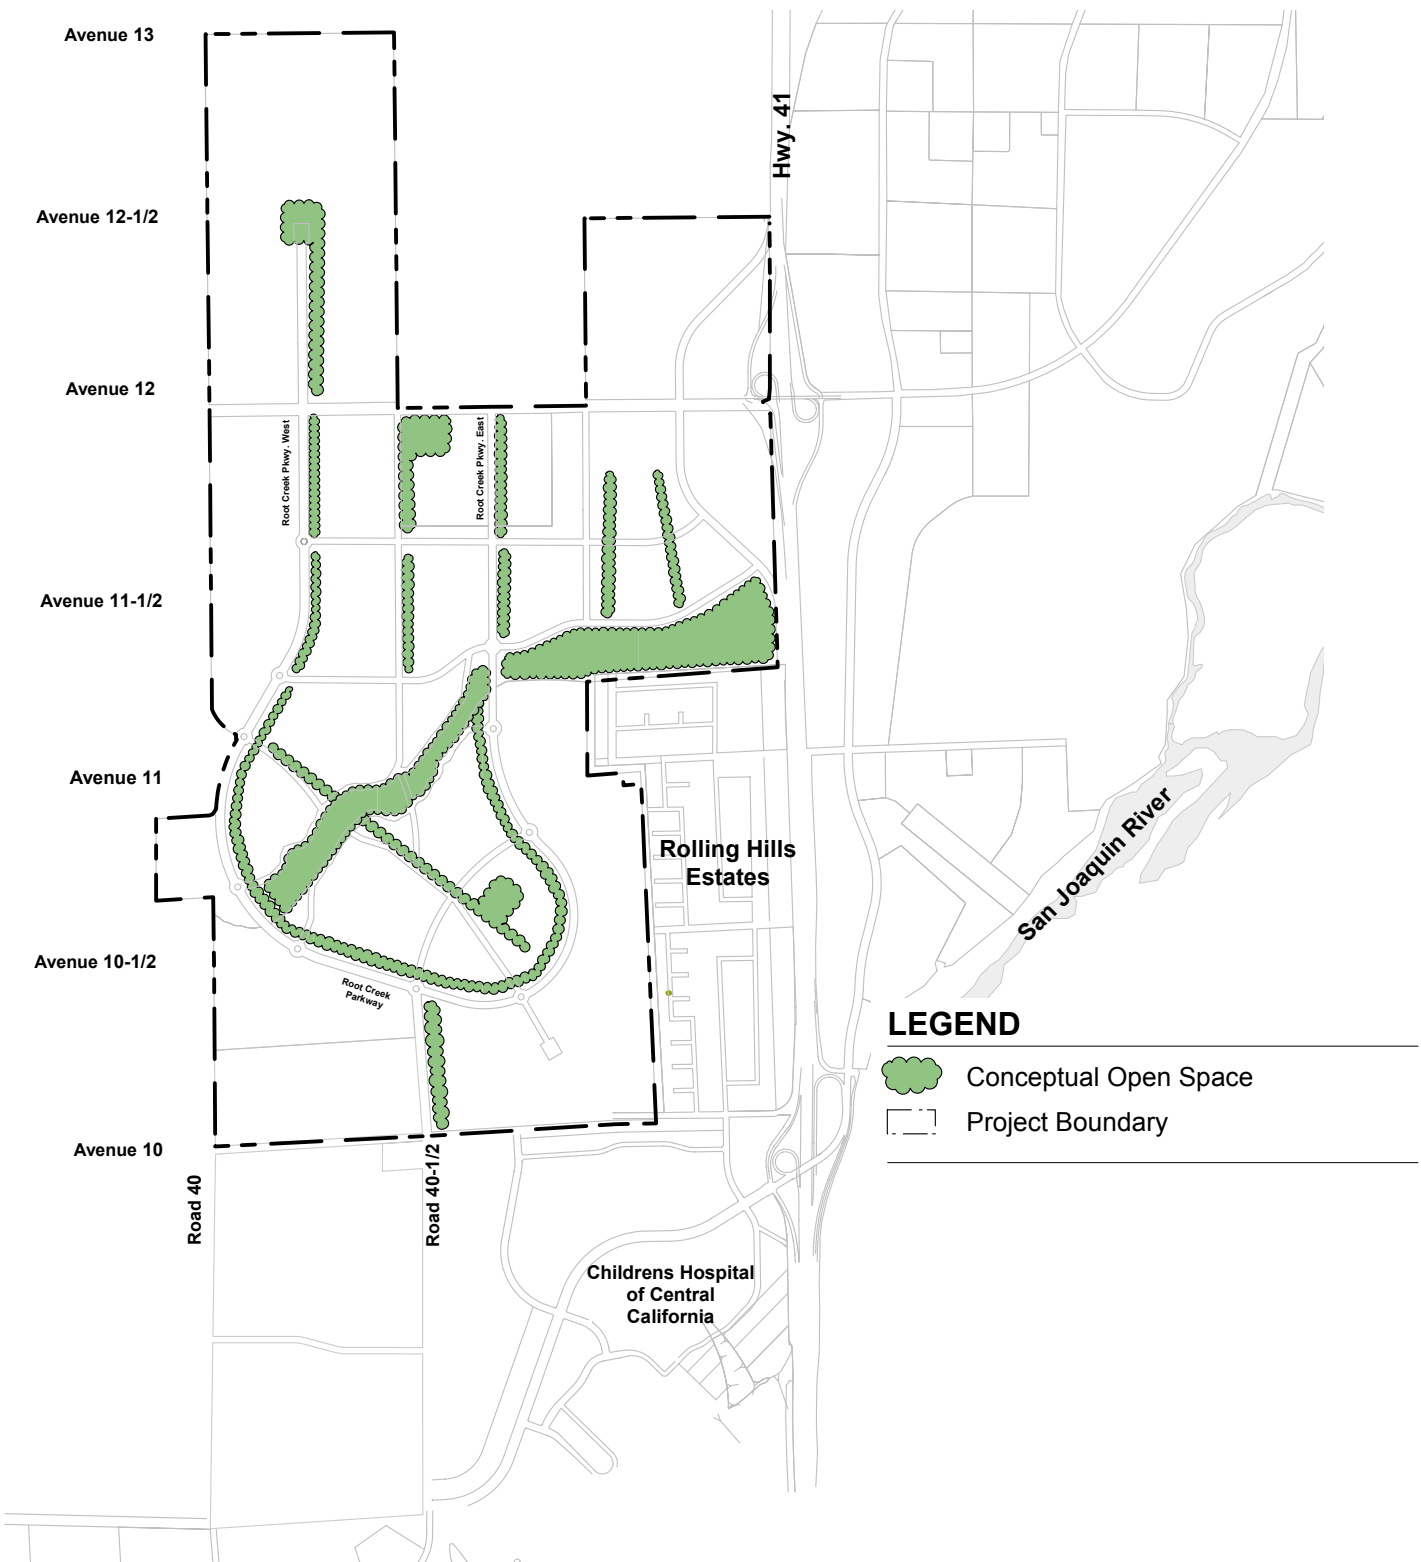 Avenue 13
Hwy. 41
Avenue 12-1/2
Avenue 12
Root Creek Pkwy. West
Root Creek Pkwy. East
Avenue 11-1/2
Avenue 11
Rolling Hills
Estates
San Joaquin River
Avenue 10-1/2
Root Creek
Parkway
LEGEND
Conceptual Open Space
Project Boundary
Avenue 10
Road 40
Road 40-1/2
Childrens Hospital
of Central
California